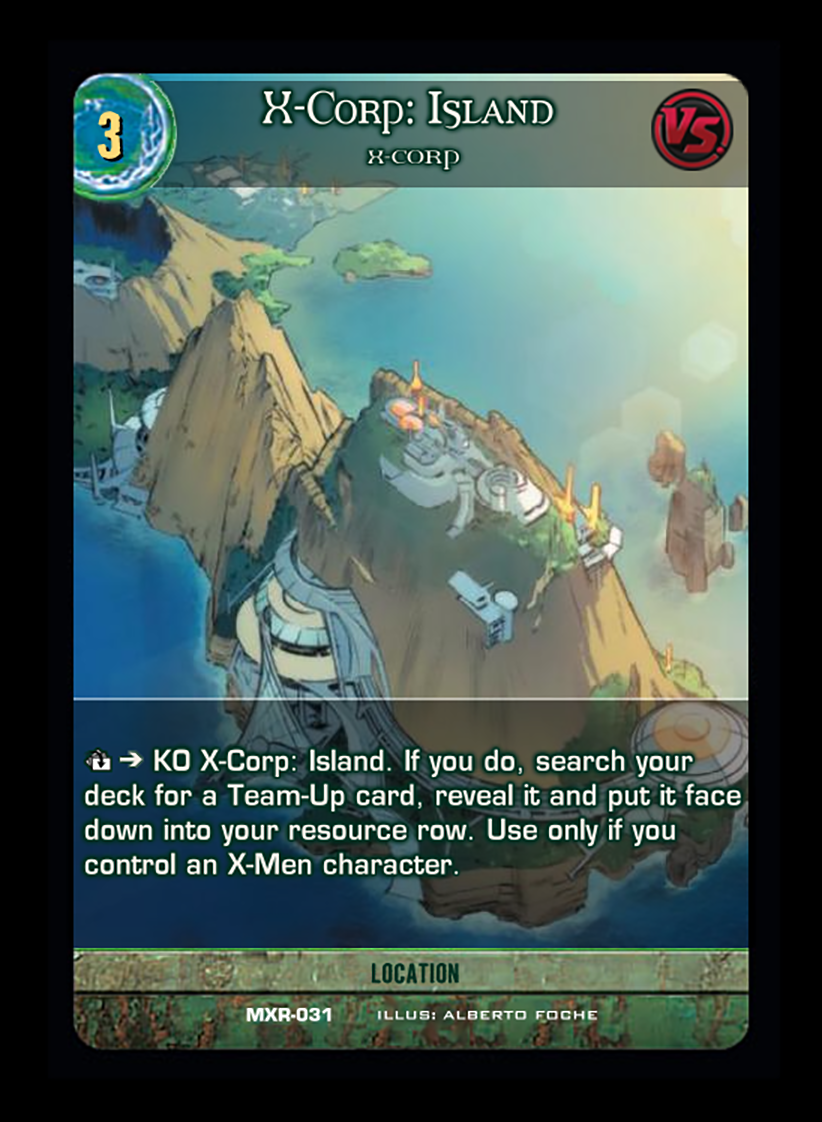 3
X-Corp: Island
VS.
X-Corp
→ KO X-Corp: Island. If you do, search your
deck for a Team-Up card, reveal it and put it face
down into your resource row. Use only if you
control an X-Men character.
LOCATION
MXR-031 ILLUS: ALBERTO FOCHE